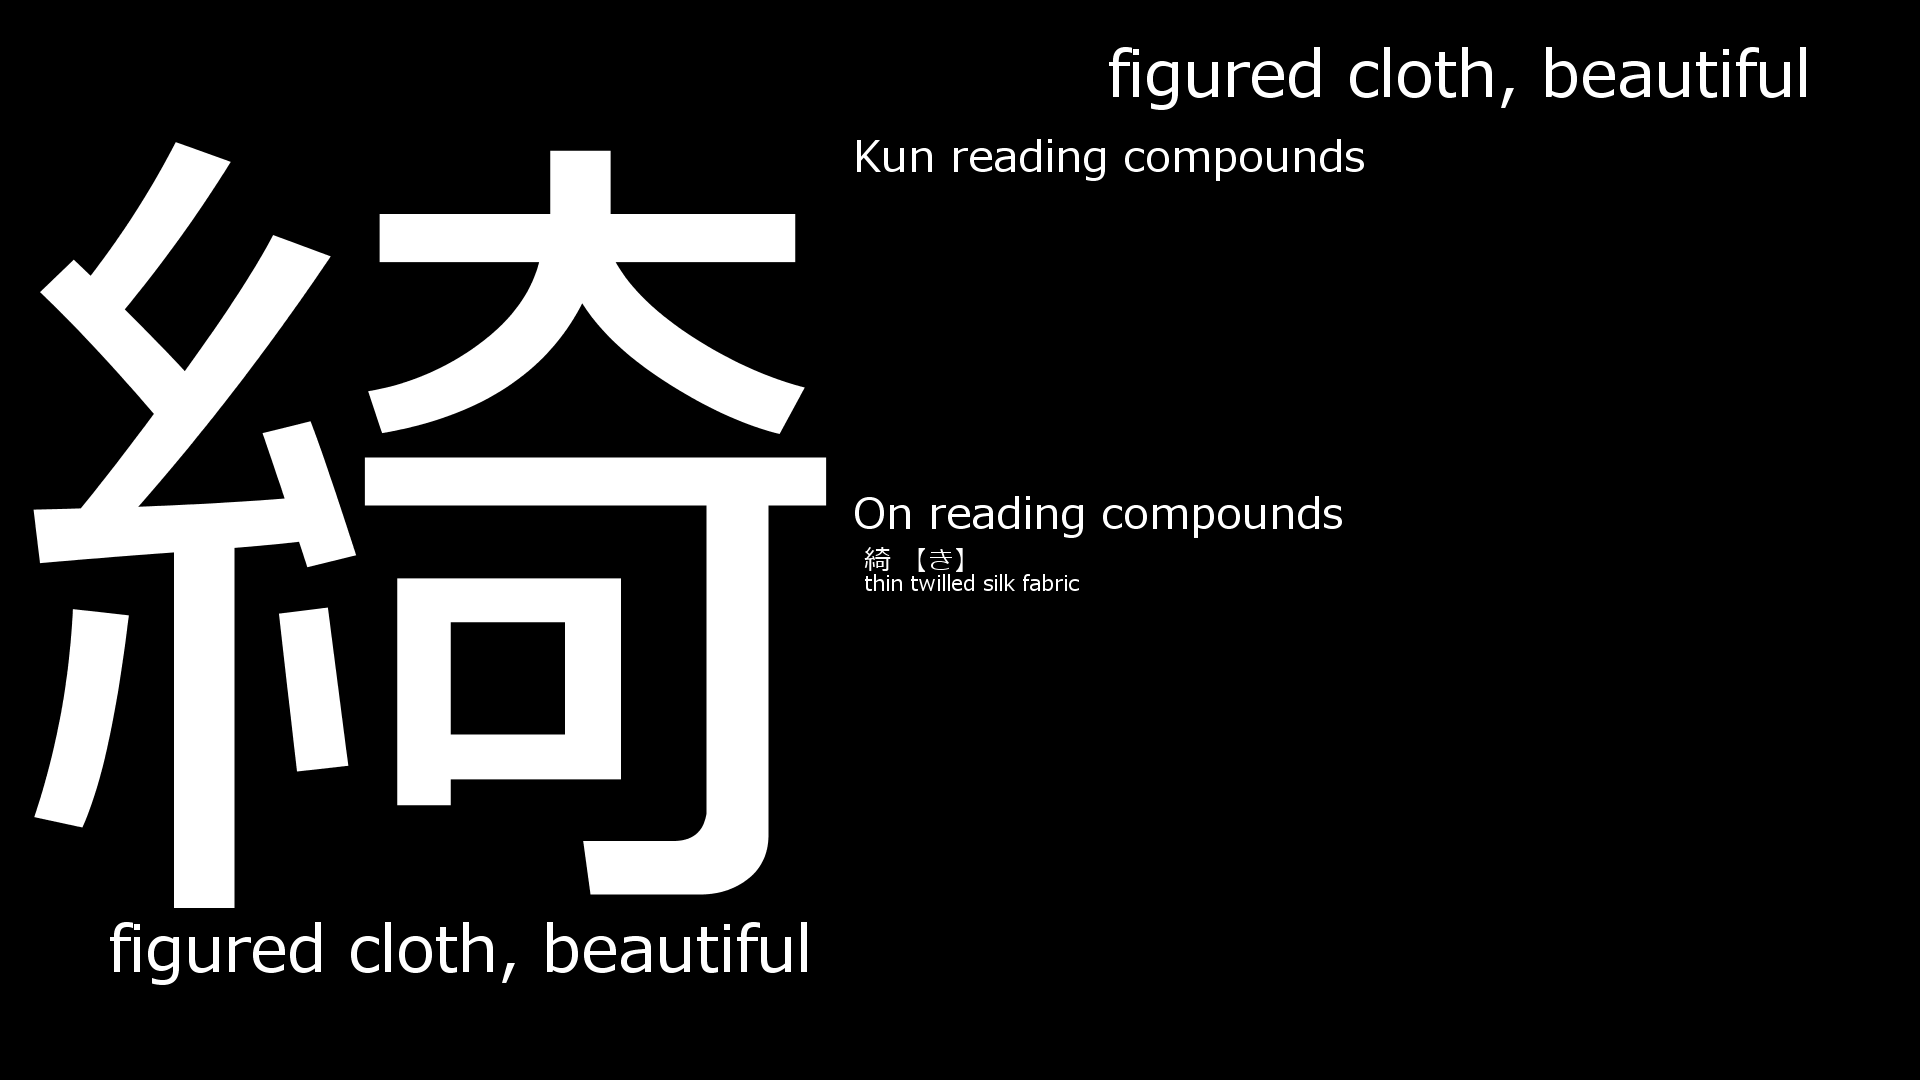 綺
figured cloth, beautiful
figured cloth, beautiful
Kun reading compounds
On reading compounds
綺 【き】
thin twilled silk fabric